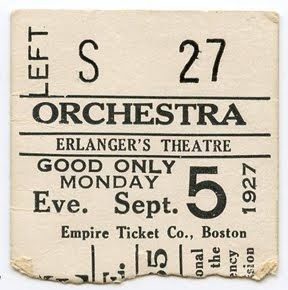 LEFT
S 27
ORCHESTRA
ERLANGER'S THEATRE
GOOD ONLY
MONDAY
Eve. Sept. 5
1927
Empire Ticket Co., Boston